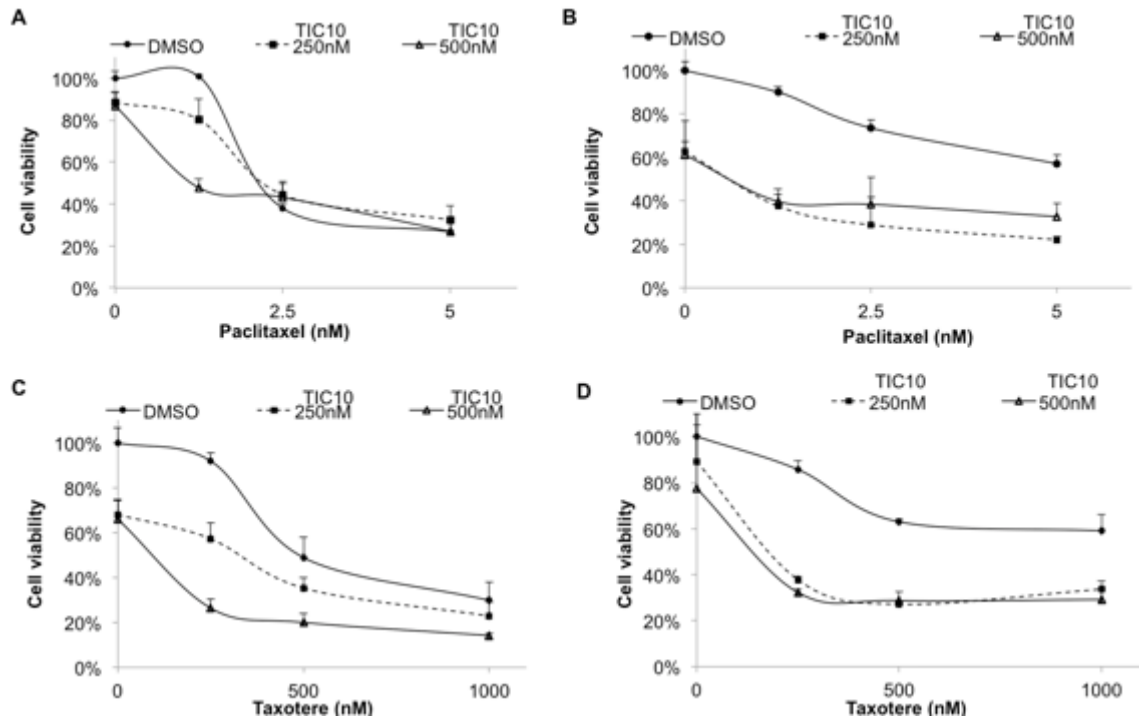 A
TIC10 TIC10
DMSO 250nM 500nM
100%
80%
60%
40%
20%
0%
Cell viability
0 2.5 5
Paclitaxel (nM)
B
TIC10 TIC10
DMSO 250nM 500nM
100%
80%
60%
40%
20%
0%
Cell viability
0 2.5 5
Paclitaxel (nM)
C
TIC10 TIC10
DMSO 250nM 500nM
100%
80%
60%
40%
20%
0%
Cell viability
0 500 1000
Taxotere (nM)
D
TIC10 TIC10
DMSO 250nM 500nM
100%
80%
60%
40%
20%
0%
Cell viability
0 500 1000
Taxotere (nM)